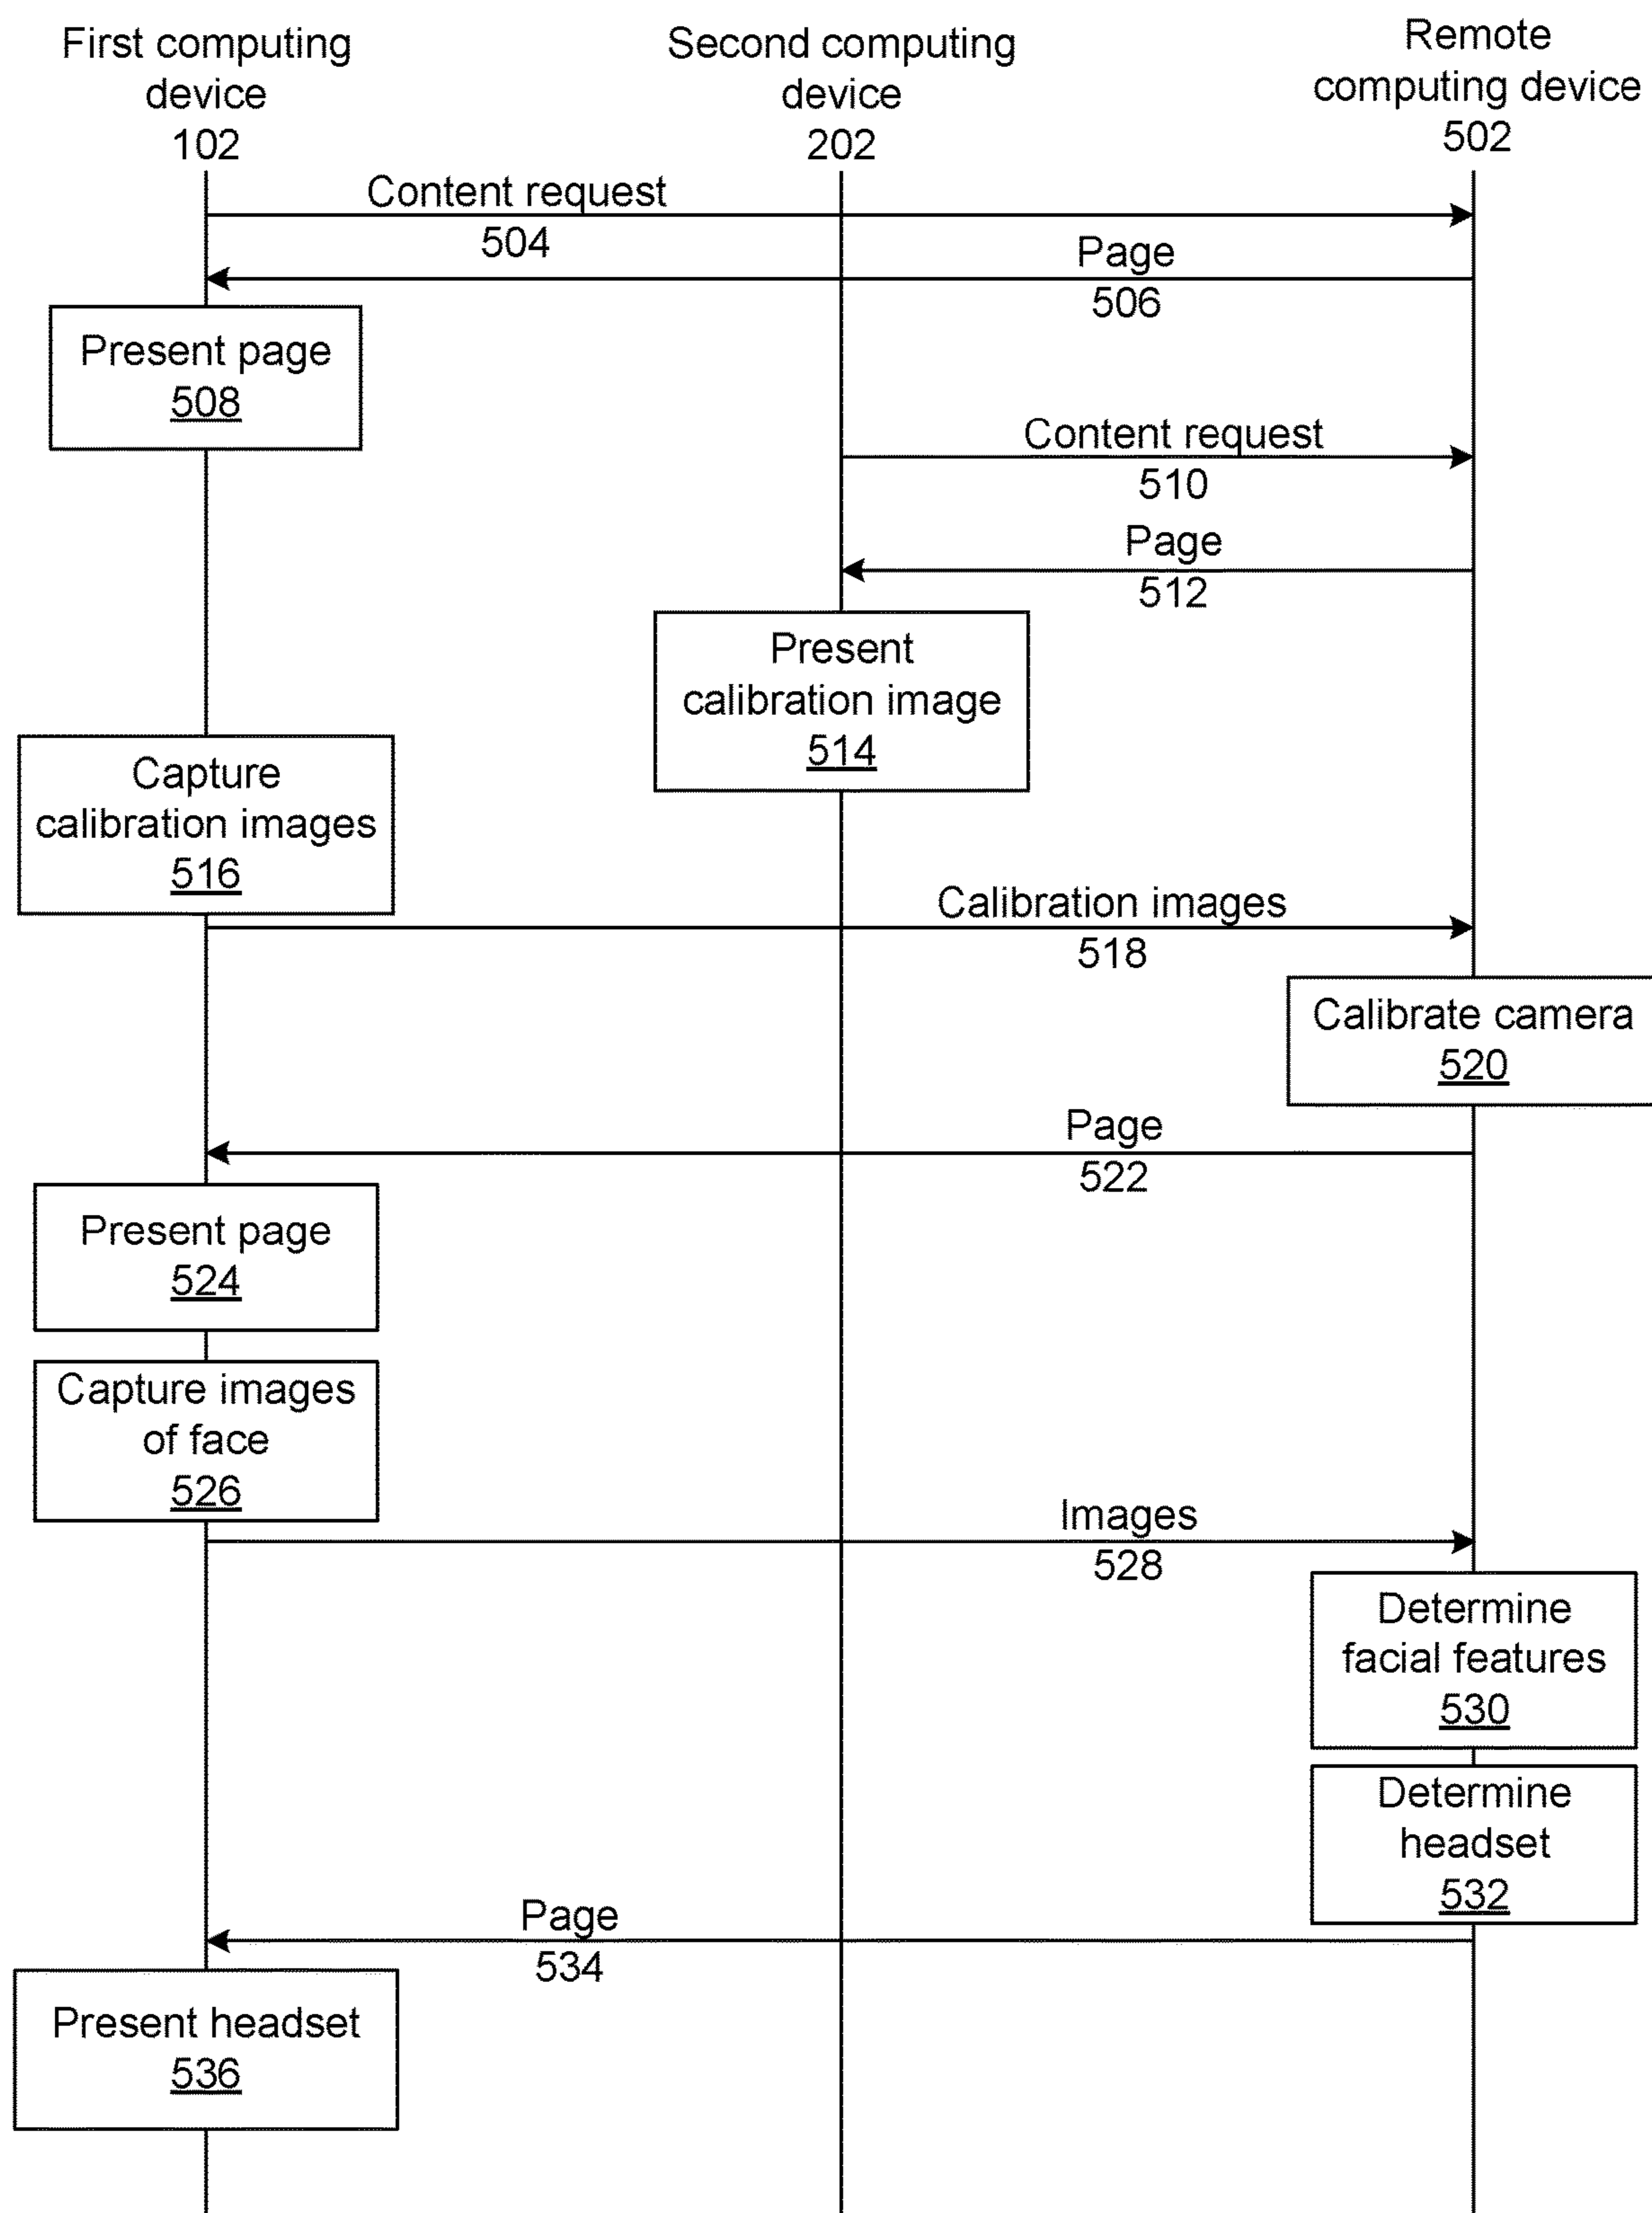 First computing
device
102
Second computing
device
202
Remote
computing device
502
Content request
504
Page
506
Present page
508
Content request
510
Page
512
Present
calibration image
514
Capture
calibration images
516
Calibration images
518
Calibrate camera
520
Page
522
Present page
524
Capture images
of face
526
Images
528
Determine
facial features
530
Determine
headset
532
Page
534
Present headset
536